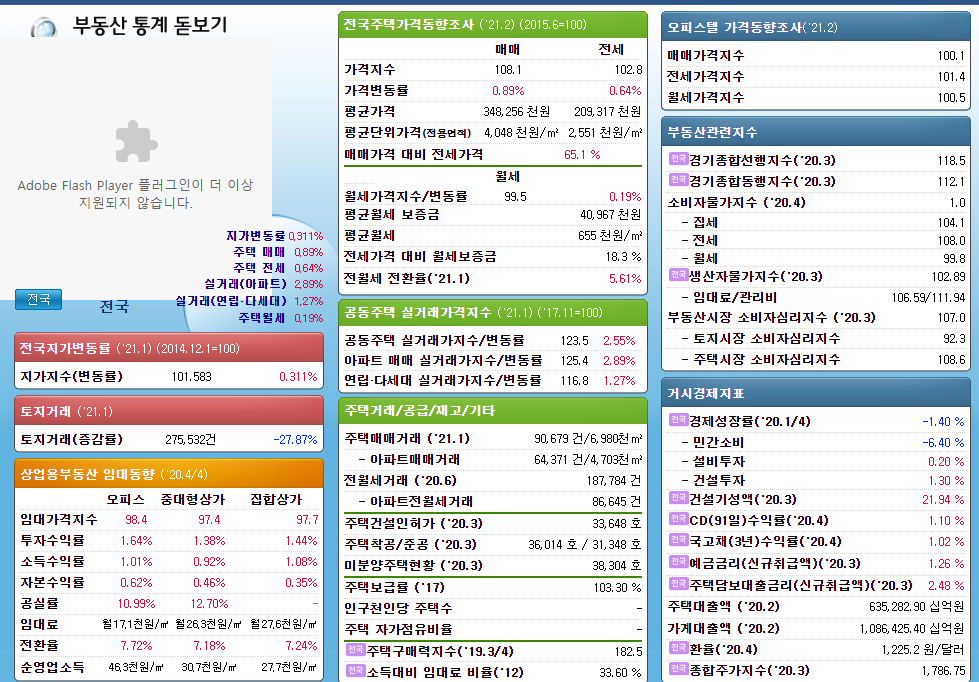 부동산 통계 돋보기
Adobe Flash Player 플러그인이 더 이상
지원되지 않습니다.
지가변동률 0,311%
주택 매매 0,89%
주택 전세 0,64%
실거래(아파트) 2,89%
실거래(연립·다세대) 1,27%
주택월세 0,19%
전국
전국
전국지가변동률 ('21.1) (2014.12.1=100)
지가지수(변동률) 101.583 0.311%
토지거래 ('21.1)
토지거래(증감률) 275,532건 -27.87%
상업용부동산 임대동향 ('20.4/4)
오피스 중대형상가 집합상가
임대가격지수 98.4 97.4 97.7
투자수익률 1.64% 1.38% 1.44%
소득수익률 1.01% 0.92% 1.08%
자본수익률 0.62% 0.46% 0.35%
공실률 10.99% 12.70% -
임대료 월17,1천원/㎡ 월26,3천원/㎡ 월27,6천원/㎡
전환율 7.72% 7.18% 7.24%
순영업소득 46,3천원/㎡ 30,7천원/㎡ 27,7천원/㎡
전국주택가격동향조사 ('21.2) (2015.6=100)
매매 전세
가격지수 108.1 102.8
가격변동률 0.89% 0.64%
평균가격 348,256 천원 209,317 천원
평균단위가격(전용면적) 4,048 천원/㎡ 2,551 천원/㎡
매매가격 대비 전세가격 65.1 %
월세
월세가격지수/변동률 99.5 0.19%
평균월세 보증금 40,967 천원
평균월세 655 천원/㎡
전세가격 대비 월세보증금 18.3 %
전월세 전환율('21.1) 5.61%
공동주택 실거래가격지수 ('21.1) ('17.11=100)
공동주택 실거래가지수/변동률 123.5 2.55%
아파트 매매 실거래가지수/변동률 125.4 2.89%
연립·다세대 실거래가지수/변동률 116.8 1.27%
주택거래/공급/재고/기타
주택매매거래 ('21.1) 90,679 건/6,980천㎡
- 아파트매매거래 64,371 건/4,703천㎡
전월세거래 ('20.6) 187,784 건
- 아파트전월세거래 86,645 건
주택건설인허가 ('20.3) 33,648 호
주택착공/준공 ('20.3) 36,014 호 / 31,348 호
미분양주택현황 ('20.3) 38,304 호
주택보급률 ('17) 103.30 %
인구천인당 주택수 -
주택 자가점유비율 -
전국 주택구매력지수('19.3/4) 182.5
전국 소득대비 임대료 비율('12) 33.60 %
오피스텔 가격동향조사('21.2)
매매가격지수 100.1
전세가격지수 101.4
월세가격지수 100.5
부동산관련지수
전국 경기종합선행지수('20.3) 118.5
전국 경기종합동행지수('20.3) 112.1
소비자물가지수 ('20.4) 1.0
- 집세 104.1
- 전세 108.0
- 월세 99.8
전국 생산자물가지수('20.3) 102.89
- 임대료/관리비 106.59/111.94
부동산시장 소비자심리지수 ('20.3) 107.0
- 토지시장 소비자심리지수 92.3
- 주택시장 소비자심리지수 108.6
거시경제지표
전국 경제성장률('20.1/4) -1.40 %
- 민간소비 -6.40 %
- 설비투자 0.20 %
- 건설투자 1.30 %
전국 건설기성액('20.3) 21.94 %
전국 CD(91일)수익률('20.4) 1.10 %
전국 국고채(3년)수익률('20.4) 1.02 %
전국 예금금리(신규취급액)('20.3) 1.26 %
전국 주택담보대출금리(신규취급액)('20.3) 2.48 %
주택대출액 ('20.2) 635,282.90 십억원
가계대출액 ('20.2) 1,086,425.40 십억원
전국 환율('20.4) 1,225.2 원/달러
전국 종합주가지수('20.3) 1,786.75